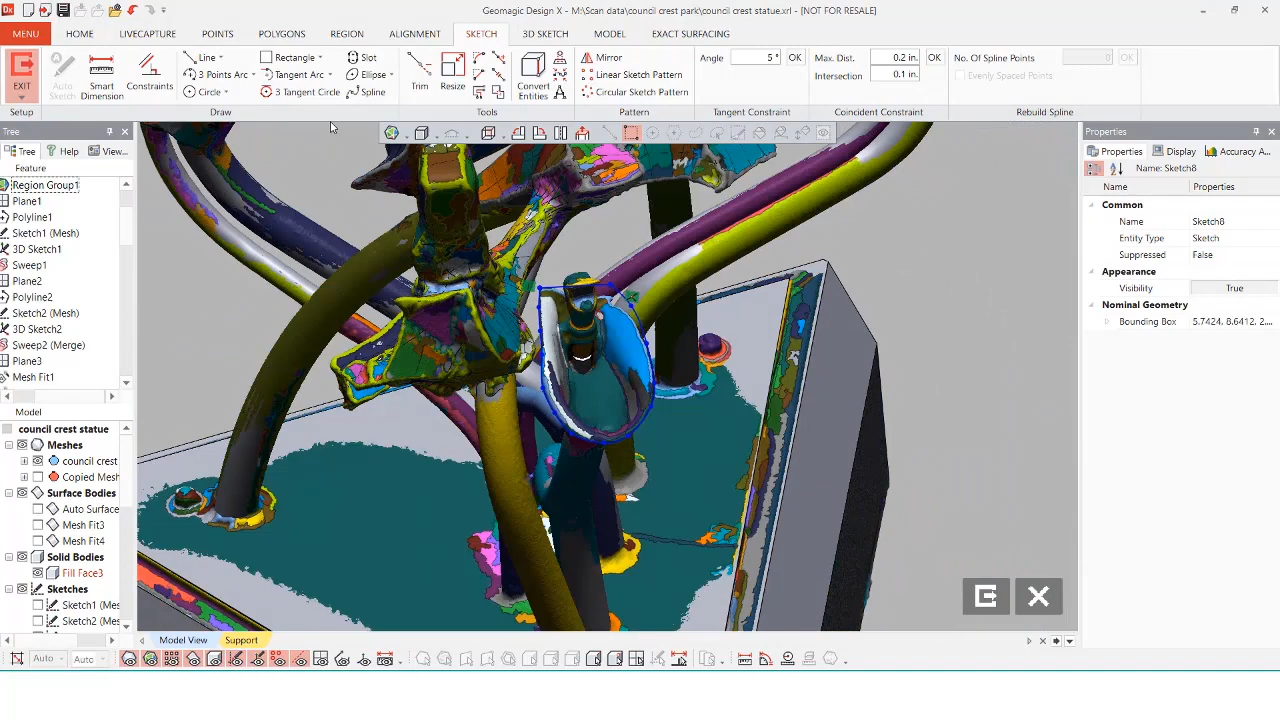 Dx
Geomagic Design X - M:\Scan data\council crest park\council crest statue.xrl - [NOT FOR RESALE]
MENU HOME LIVECAPTURE POINTS POLYGONS REGION ALIGNMENT SKETCH 3D SKETCH MODEL EXACT SURFACING
Line Rectangle Slot Mirror Angle 5 ° OK Max. Dist. 0.2 in. OK No. Of Spline Points 0 OK
3 Points Arc Tangent Arc Ellipse Linear Sketch Pattern Intersection 0.1 in. Evenly Spaced Points
EXIT Auto Sketch Smart Dimension Constraints Circle 3 Tangent Circle Spline Trim Resize Convert Entities Circular Sketch Pattern
Setup Draw Tools Pattern Tangent Constraint Coincident Constraint Rebuild Spline
Tree
Tree Help View...
Feature
Region Group1
Plane1
Polyline1
Sketch1 (Mesh)
3D Sketch1
Sweep1
Plane2
Polyline2
Sketch2 (Mesh)
3D Sketch2
Sweep2 (Merge)
Plane3
Mesh Fit1
Model
council crest statue
Meshes
council crest
Copied Mesh
Surface Bodies
Auto Surface
Mesh Fit3
Mesh Fit4
Solid Bodies
Fill Face3
Sketches
Sketch1 (Mes
Sketch2 (Mes
Properties
Properties Display Accuracy A...
Name: Sketch8
Name Properties
Common
Name Sketch8
Entity Type Sketch
Suppressed False
Appearance
Visibility True
Nominal Geometry
Bounding Box 5.7424, 8.6412, 2...
Model View Support
Auto Auto